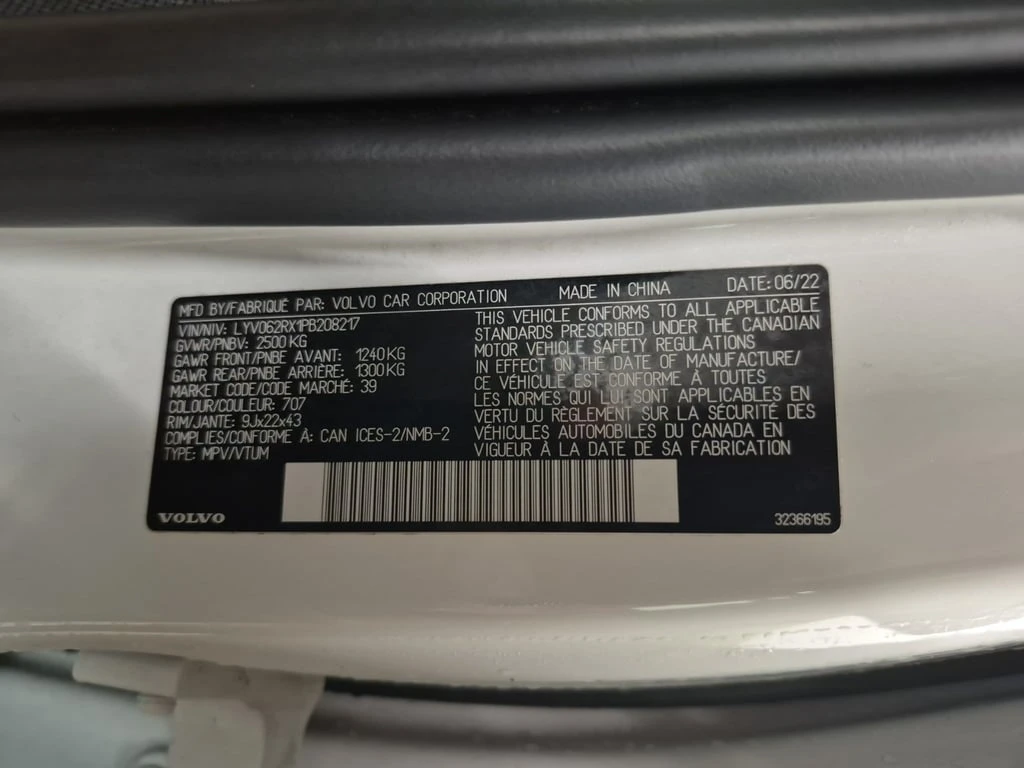 MFD BY/FABRIQUÉ PAR: VOLVO CAR CORPORATION MADE IN CHINA DATE: 06/22
VIN/NIV: LYV062RX1PB208217
GVWR/PNBV: 2500 KG
GAWR FRONT/PNBE AVANT: 1240 KG
GAWR REAR/PNBE ARRIÈRE: 1300 KG
MARKET CODE/CODE MARCHÉ: 39
COLOUR/COULEUR: 707
RIM/JANTE: 9Jx22x43
COMPLIES/CONFORME À: CAN ICES-2/NMB-2
TYPE: MPV/VTUM
THIS VEHICLE CONFORMS TO ALL APPLICABLE
STANDARDS PRESCRIBED UNDER THE CANADIAN
MOTOR VEHICLE SAFETY REGULATIONS
IN EFFECT ON THE DATE OF MANUFACTURE/
CE VÉHICULE EST CONFORME À TOUTES
LES NORMES QUI LUI SONT APPLICABLES EN
VERTU DU RÈGLEMENT SUR LA SÉCURITÉ DES
VÉHICULES AUTOMOBILES DU CANADA EN
VIGUEUR À LA DATE DE SA FABRICATION
VOLVO
32366195